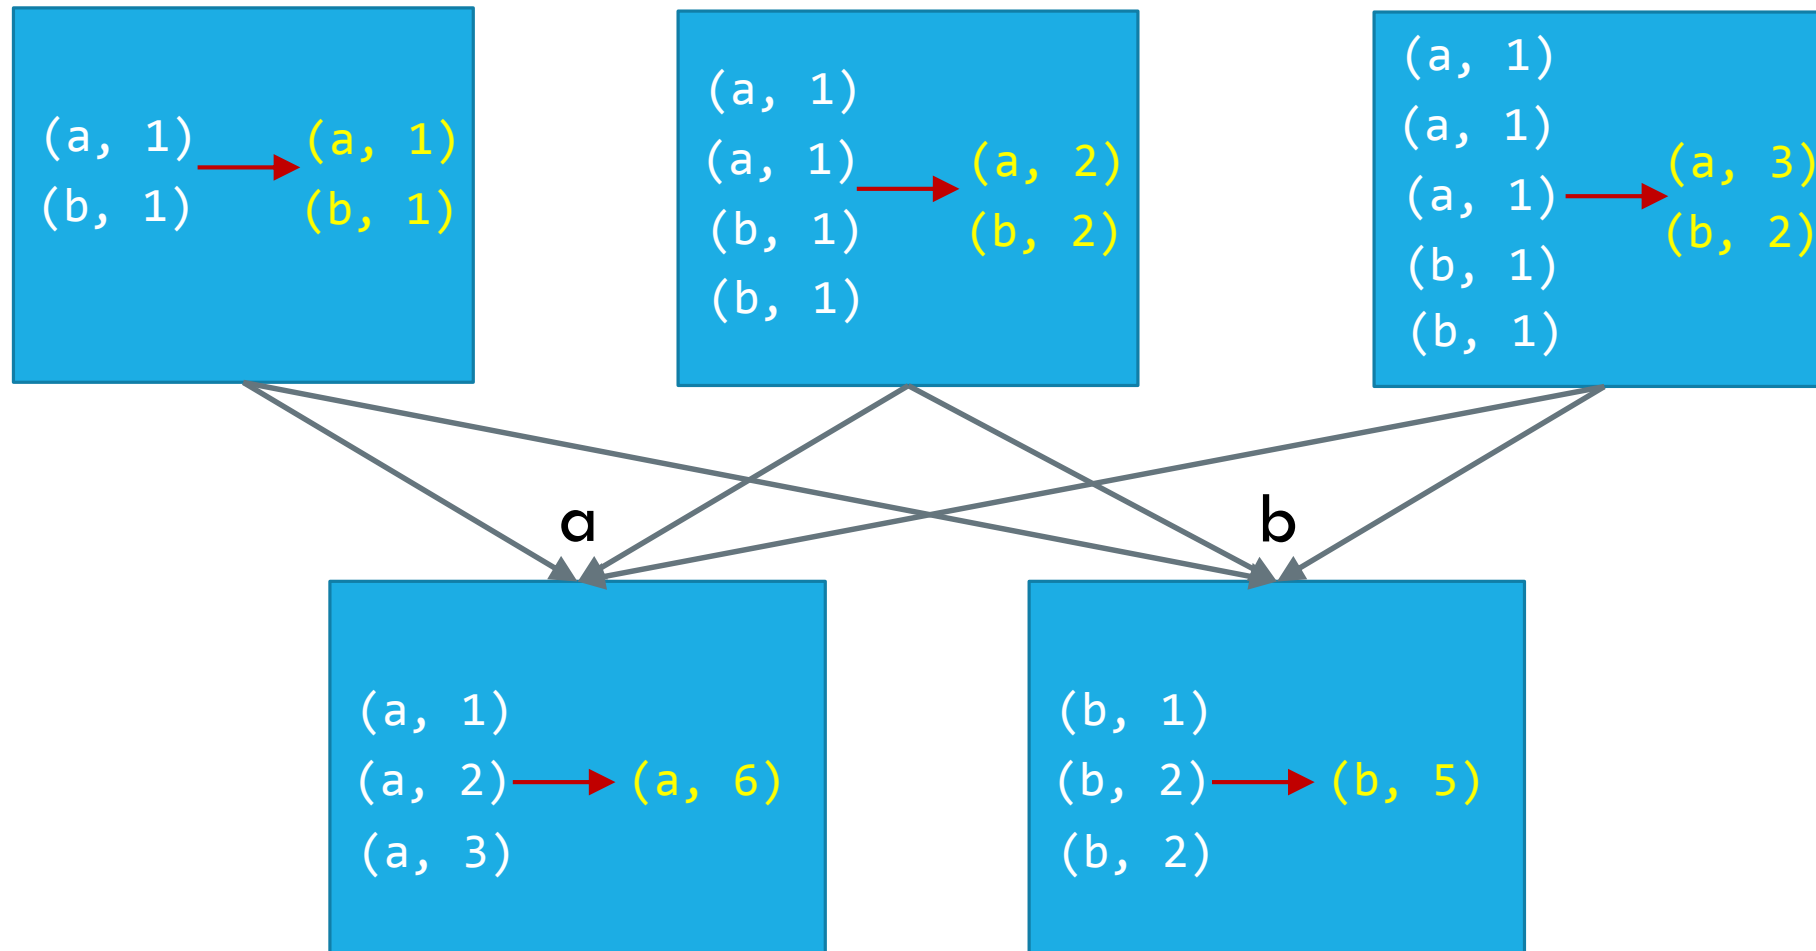 (a, 1)
(b, 1)
(a, 1)
(b, 1)
(a, 1)
(a, 1)
(b, 1)
(b, 1)
(a, 2)
(b, 2)
(a, 1)
(a, 1)
(a, 1)
(b, 1)
(b, 1)
(a, 3)
(b, 2)
a
b
(a, 1)
(a, 2)
(a, 3)
(a, 6)
(b, 1)
(b, 2)
(b, 2)
(b, 5)